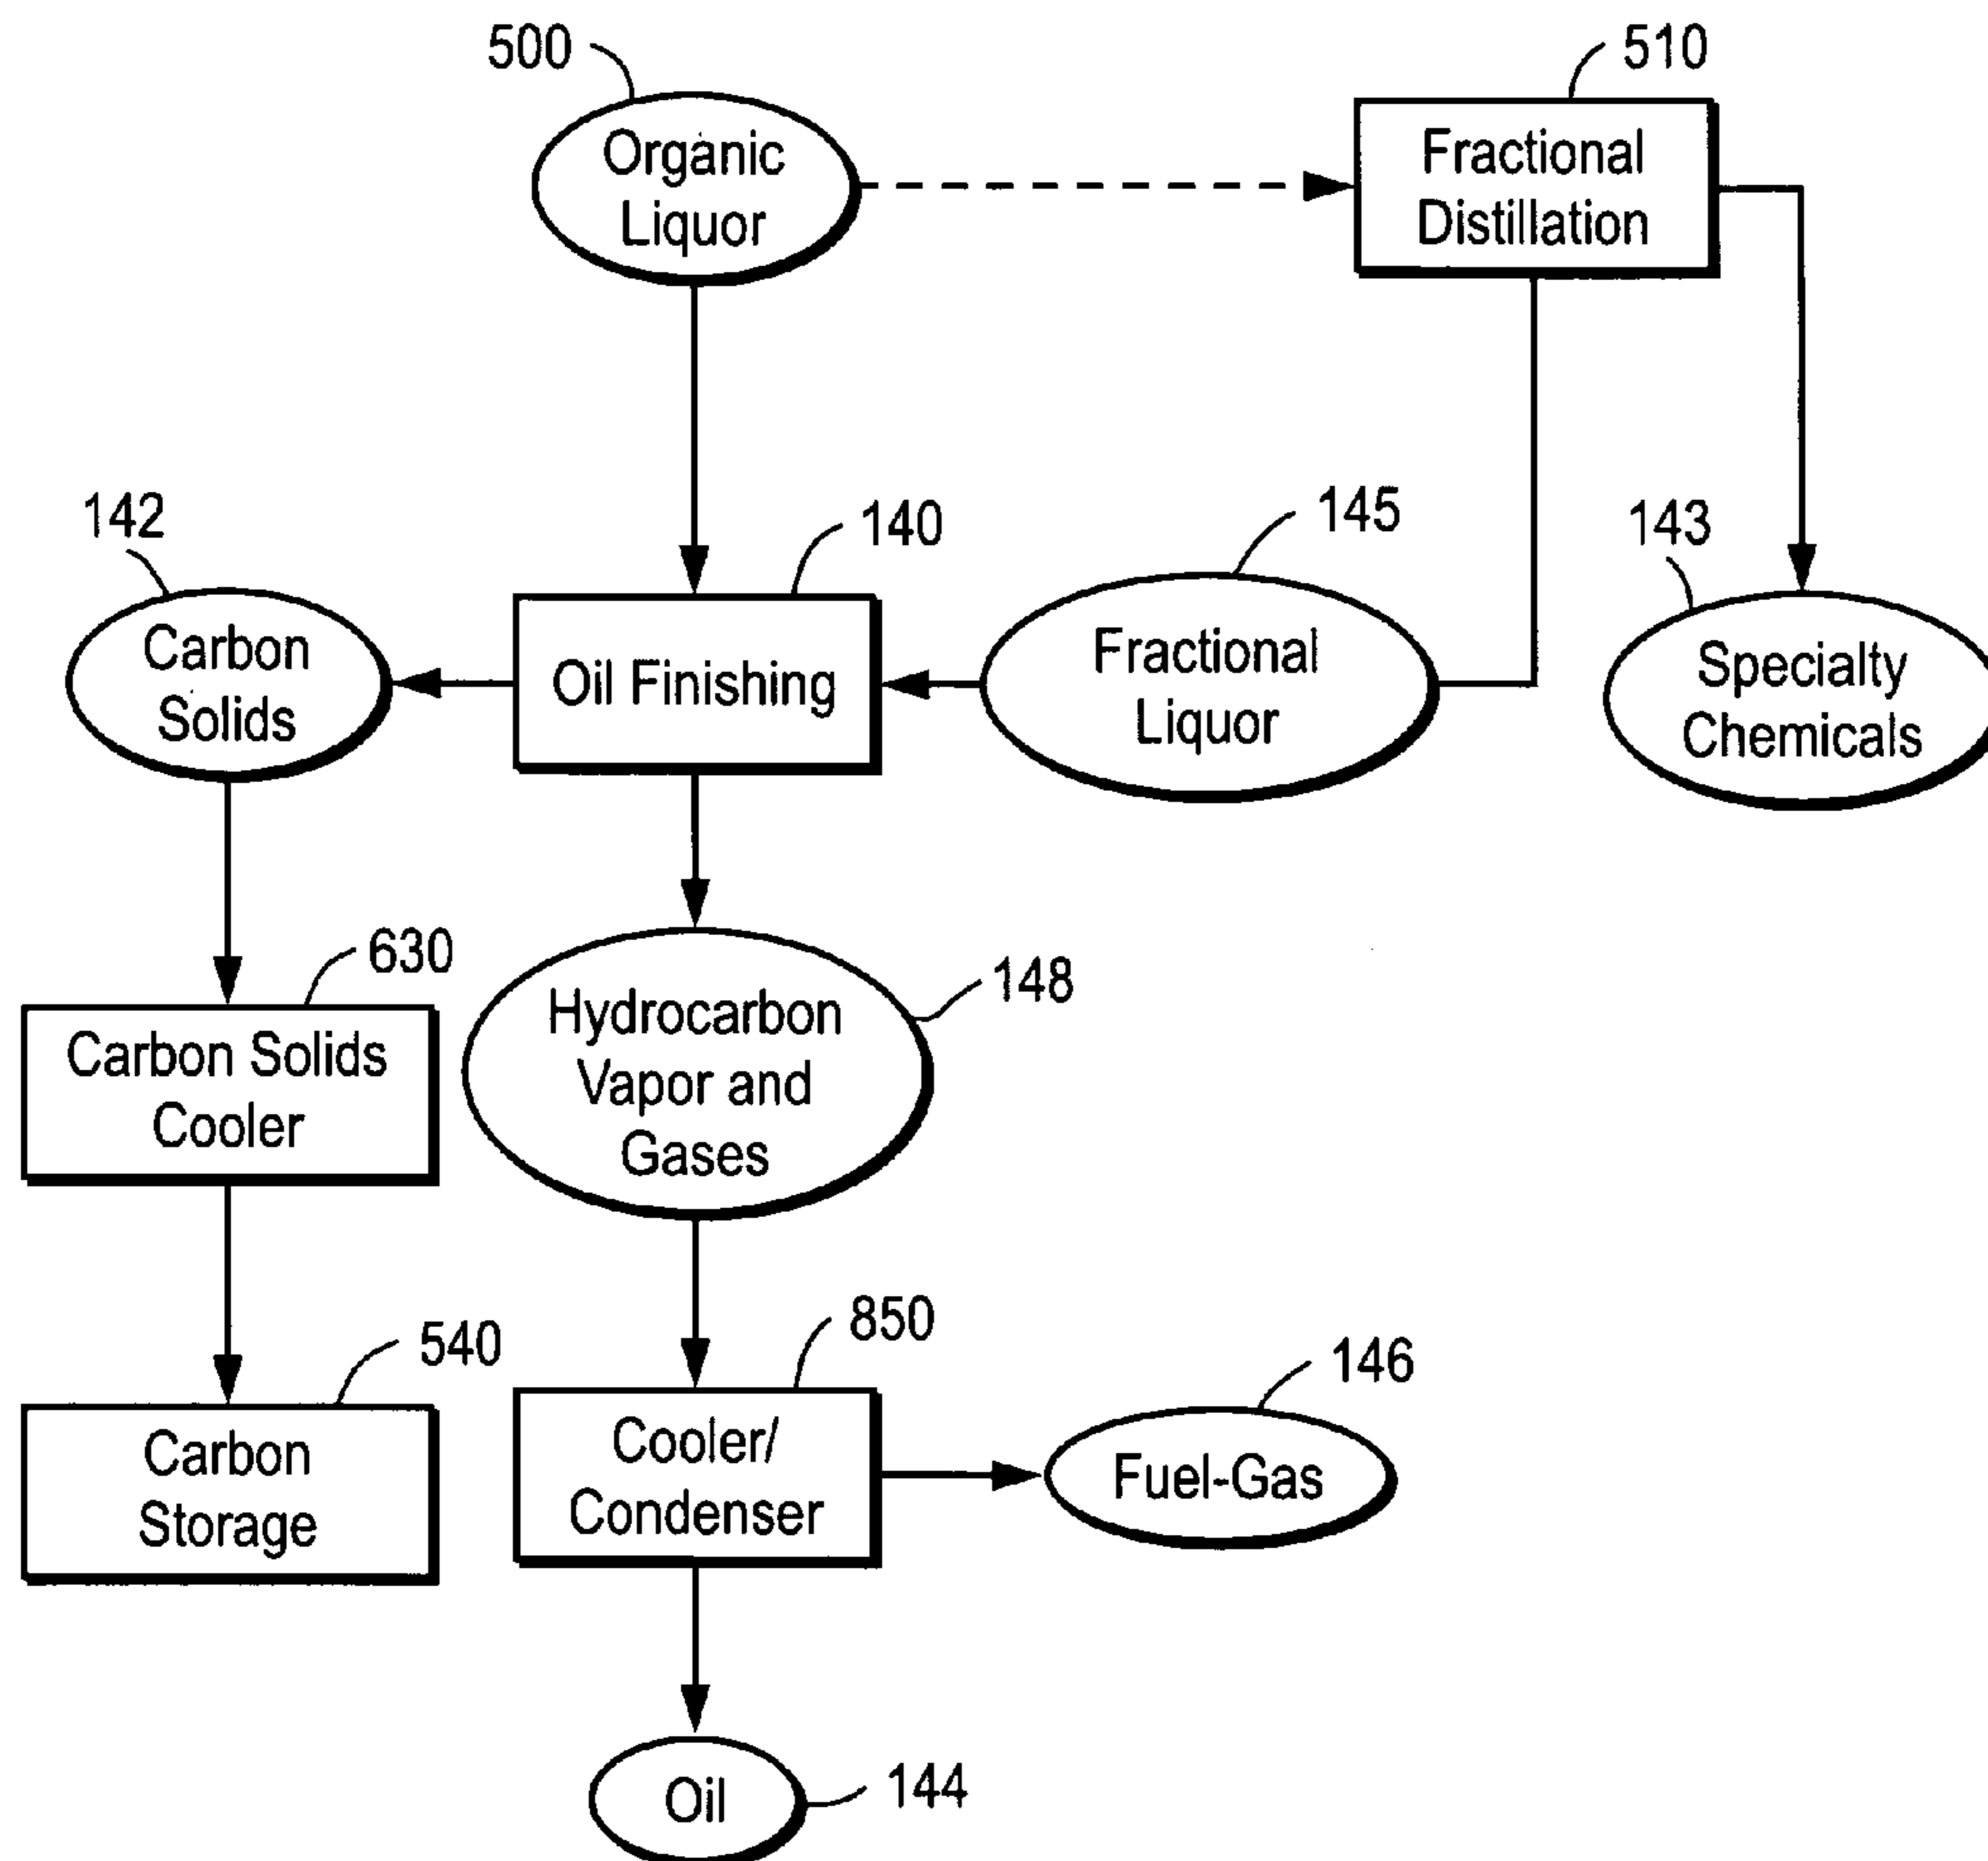 500
510
Organic
Liquor
Fractional
Distillation
142
140
145
143
Carbon
Solids
Oil Finishing
Fractional
Liquor
Specialty
Chemicals
630
148
Carbon Solids
Cooler
Hydrocarbon
Vapor and
Gases
540
850
146
Carbon
Storage
Cooler/
Condenser
Fuel-Gas
Oil
144